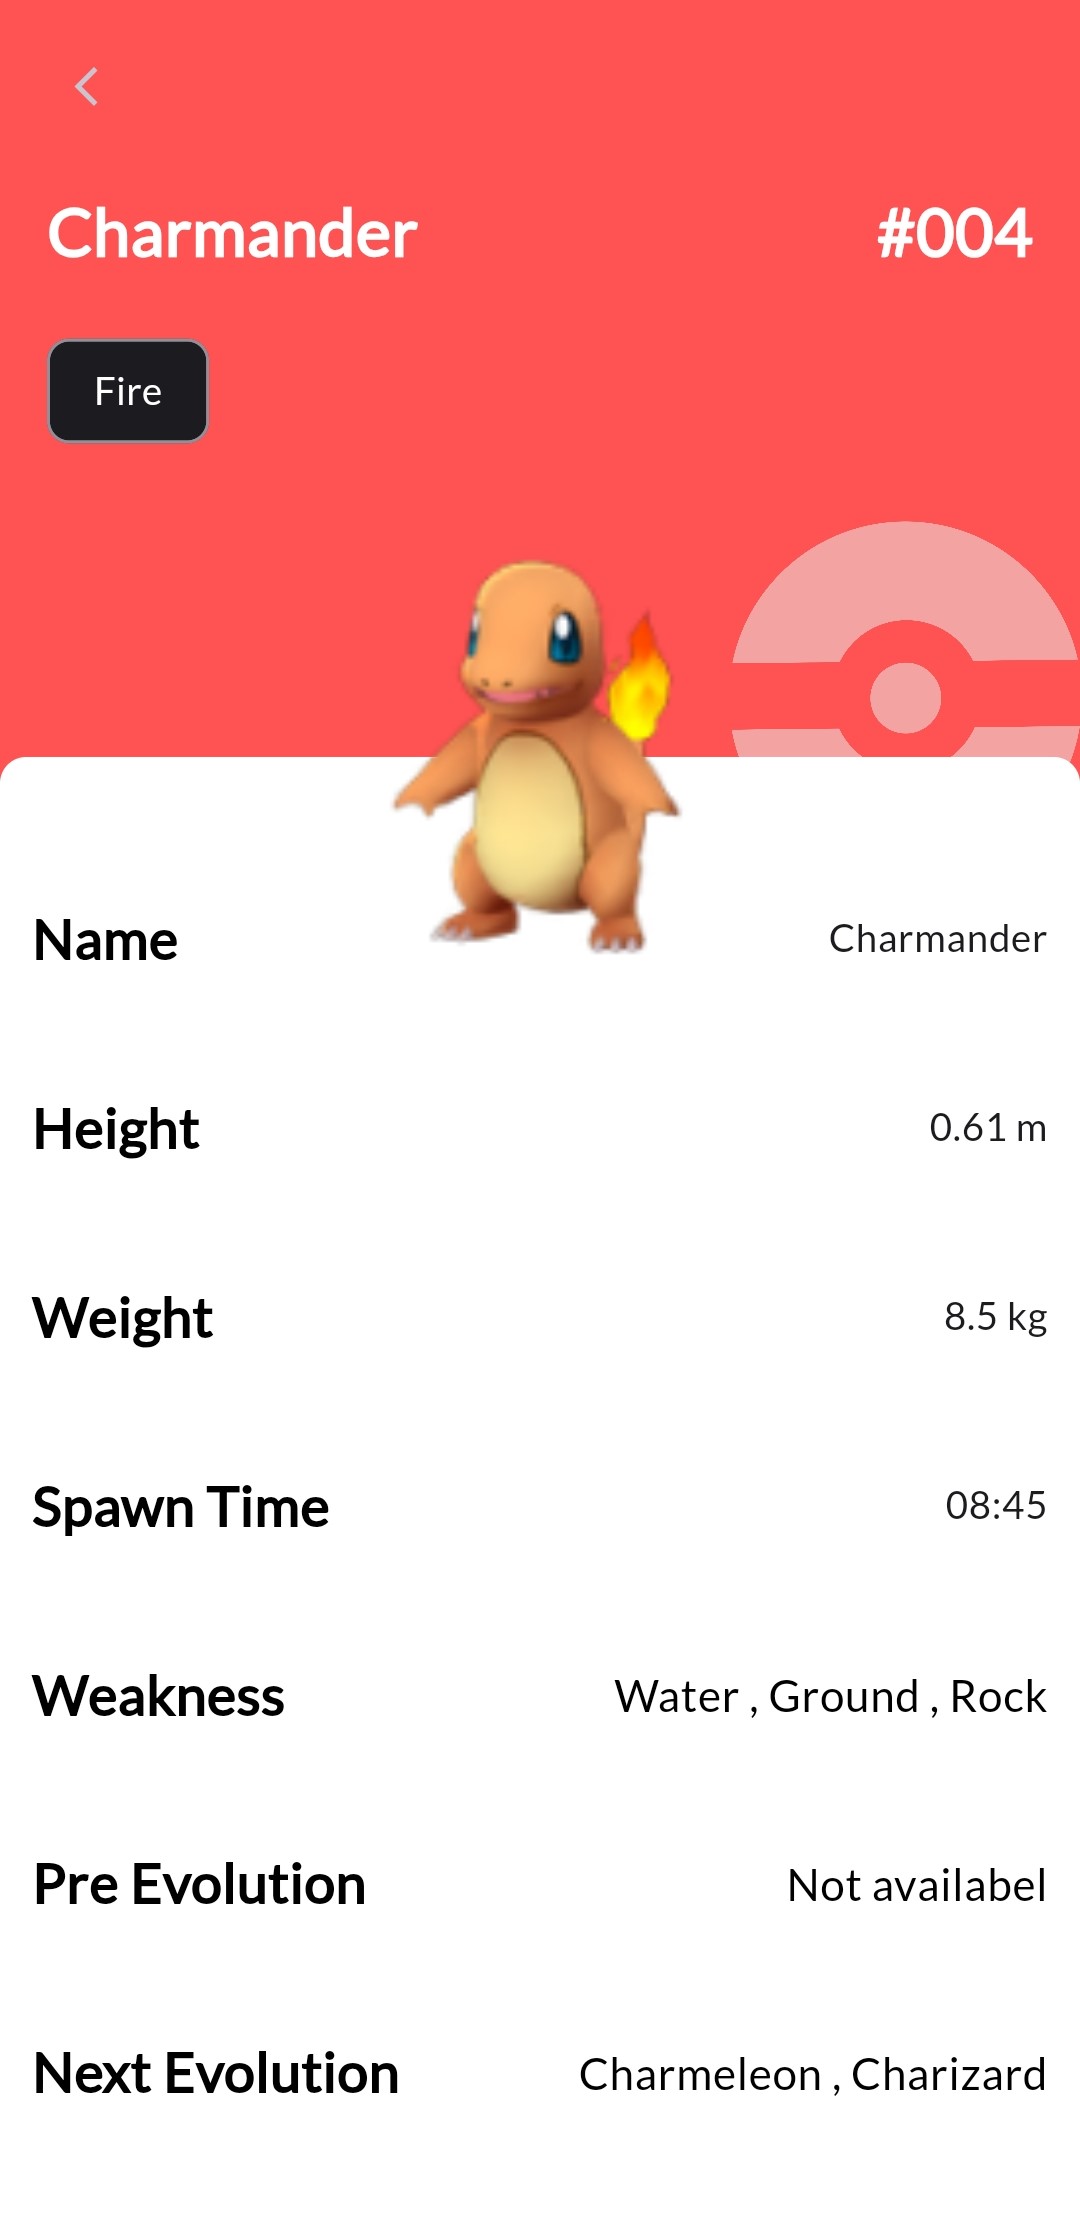 Charmander #004
Fire
Name Charmander
Height 0.61 m
Weight 8.5 kg
Spawn Time 08:45
Weakness Water , Ground , Rock
Pre Evolution Not availabel
Next Evolution Charmeleon , Charizard